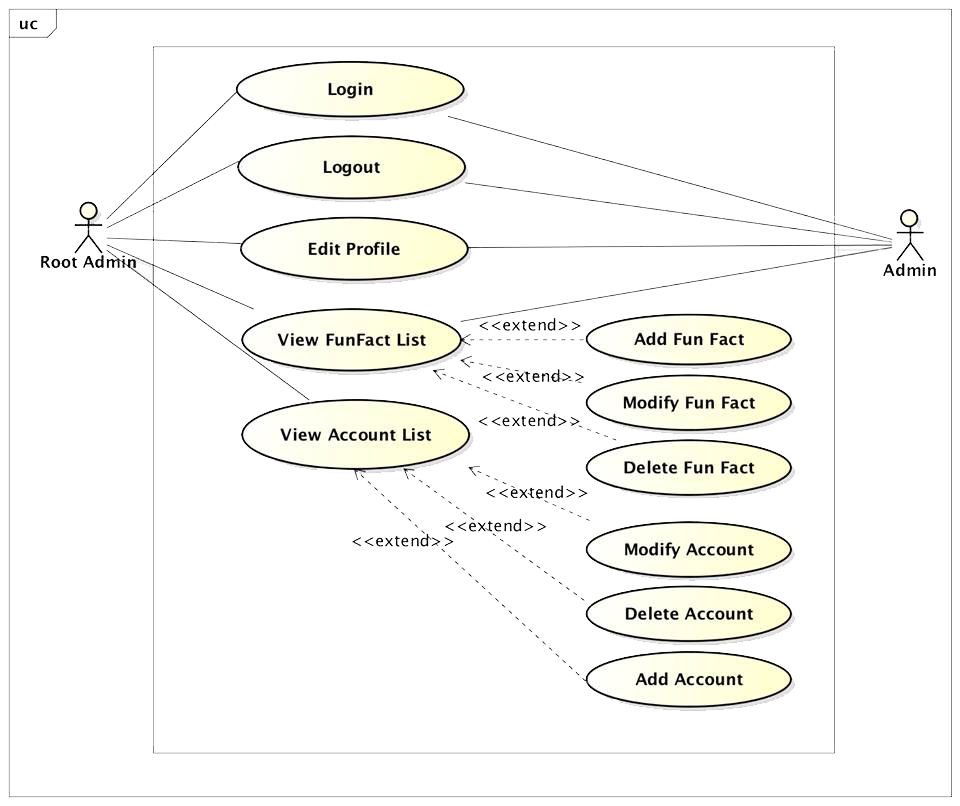 uc
Login
Logout
Edit Profile
Root Admin
Admin
View FunFact List
<<extend>>
Add Fun Fact
<<extend>>
Modify Fun Fact
<<extend>>
View Account List
Delete Fun Fact
<<extend>>
<<extend>>
<<extend>>
Modify Account
Delete Account
Add Account